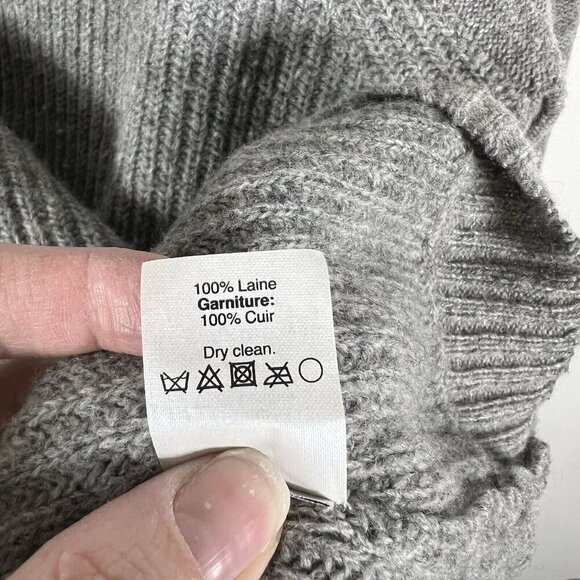 100% Laine
Garniture:
100% Cuir
Dry clean.